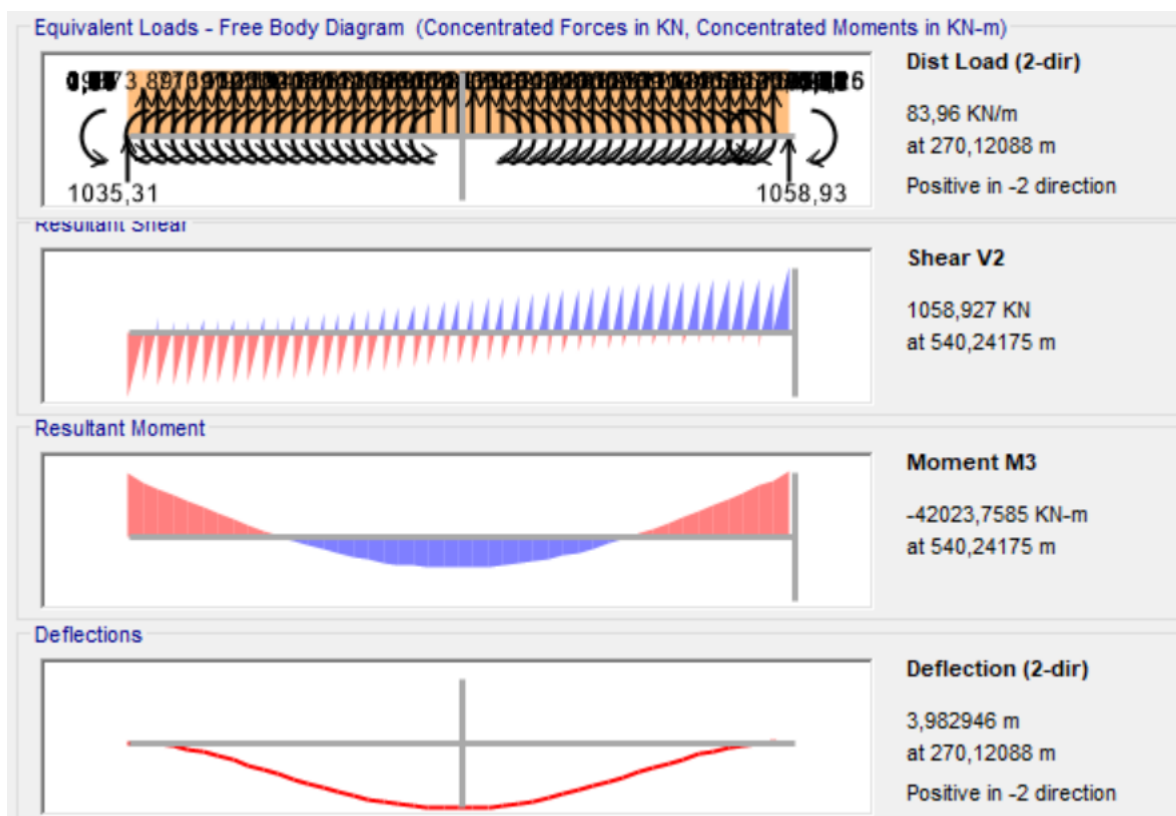 Equivalent Loads - Free Body Diagram (Concentrated Forces in KN, Concentrated Moments in KN-m)
1035,31
1058,93
Dist Load (2-dir)
83,96 KN/m
at 270,12088 m
Positive in -2 direction
Resultant Shear
Shear V2
1058,927 KN
at 540,24175 m
Resultant Moment
Moment M3
-42023,7585 KN-m
at 540,24175 m
Deflections
Deflection (2-dir)
3,982946 m
at 270,12088 m
Positive in -2 direction